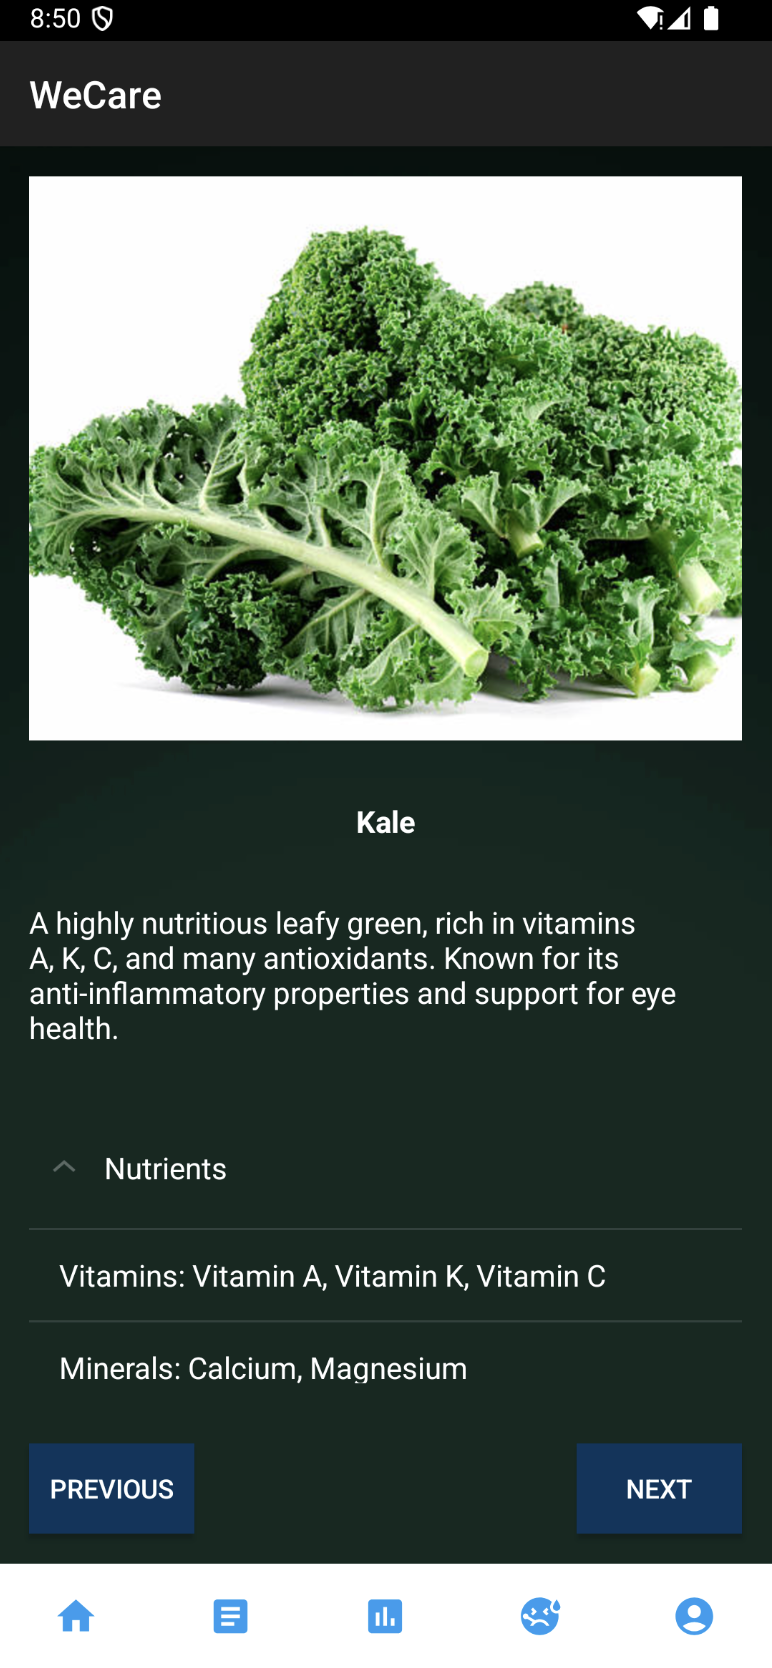 8:50
WeCare
Kale
A highly nutritious leafy green, rich in vitamins
A, K, C, and many antioxidants. Known for its
anti-inflammatory properties and support for eye
health.
Nutrients
Vitamins: Vitamin A, Vitamin K, Vitamin C
Minerals: Calcium, Magnesium
PREVIOUS
NEXT